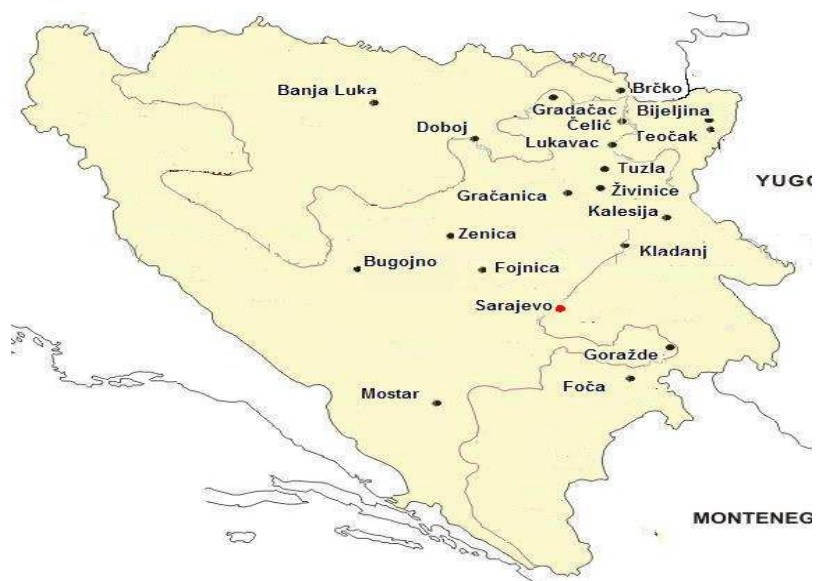 Banja Luka
Brčko
Gradačac
Bijeljina
Čelić
Doboj
Teočak
Lukavac
Tuzla
YUGO
Gračanica
Živinice
Kalesija
Zenica
Kladanj
Bugojno
Fojnica
Sarajevo
Goražde
Foča
Mostar
MONTENEG